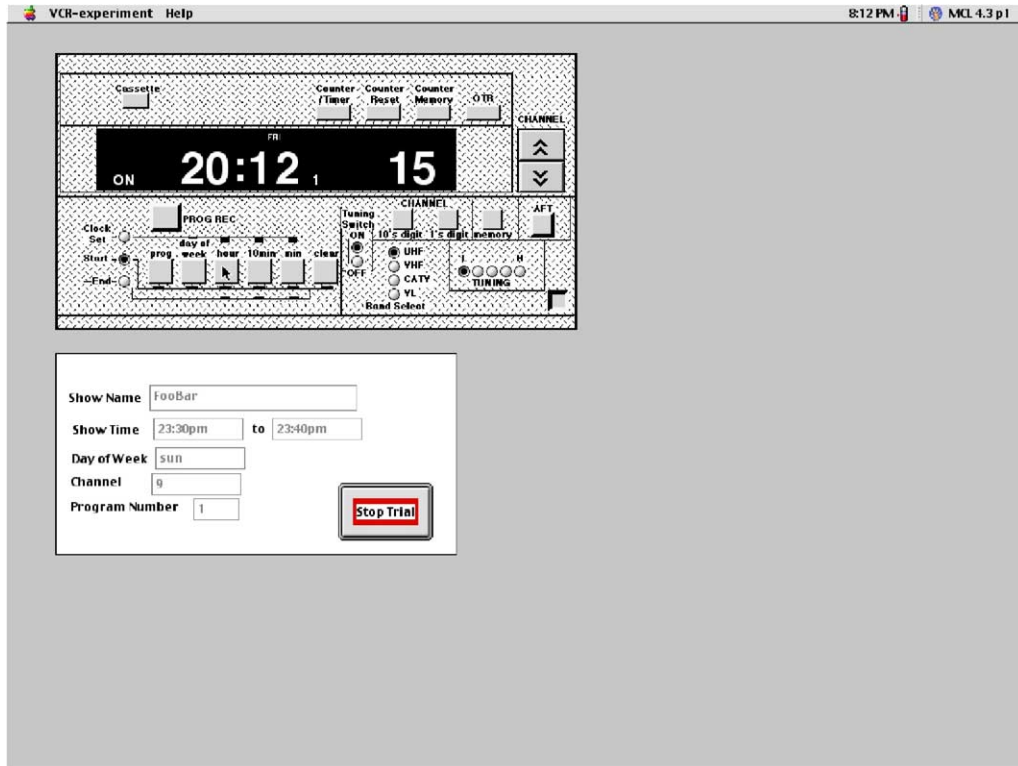 VCR-experiment Help 8:12 PM MCL 4.3 p1
Cassette
Counter /Timer
Counter Reset
Counter Memory
OTR
CHANNEL
FRI
ON 20:12 1 15
PROG REC
Clock Set
Start
End
prog
day of week
hour
10min
min
clear
Tuning Switch
ON
OFF
CHANNEL
10's digit 1's digit memory
AFT
UHF
VHF
CATV
VL
Band Select
L H
TUNING
Show Name FooBar
Show Time 23:30pm to 23:40pm
Day of Week sun
Channel 9
Program Number 1
Stop Trial